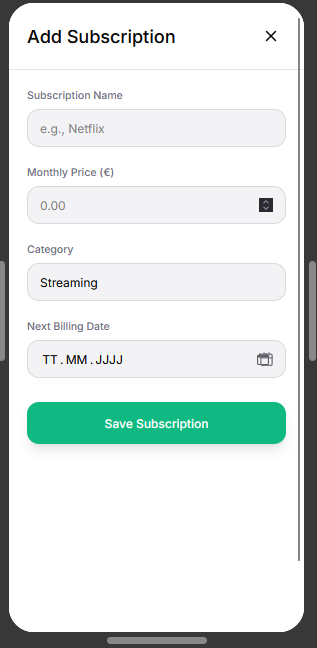 Add Subscription
Subscription Name
e.g., Netflix
Monthly Price (€)
0.00
Category
Streaming
Next Billing Date
TT.MM.JJJJ
Save Subscription